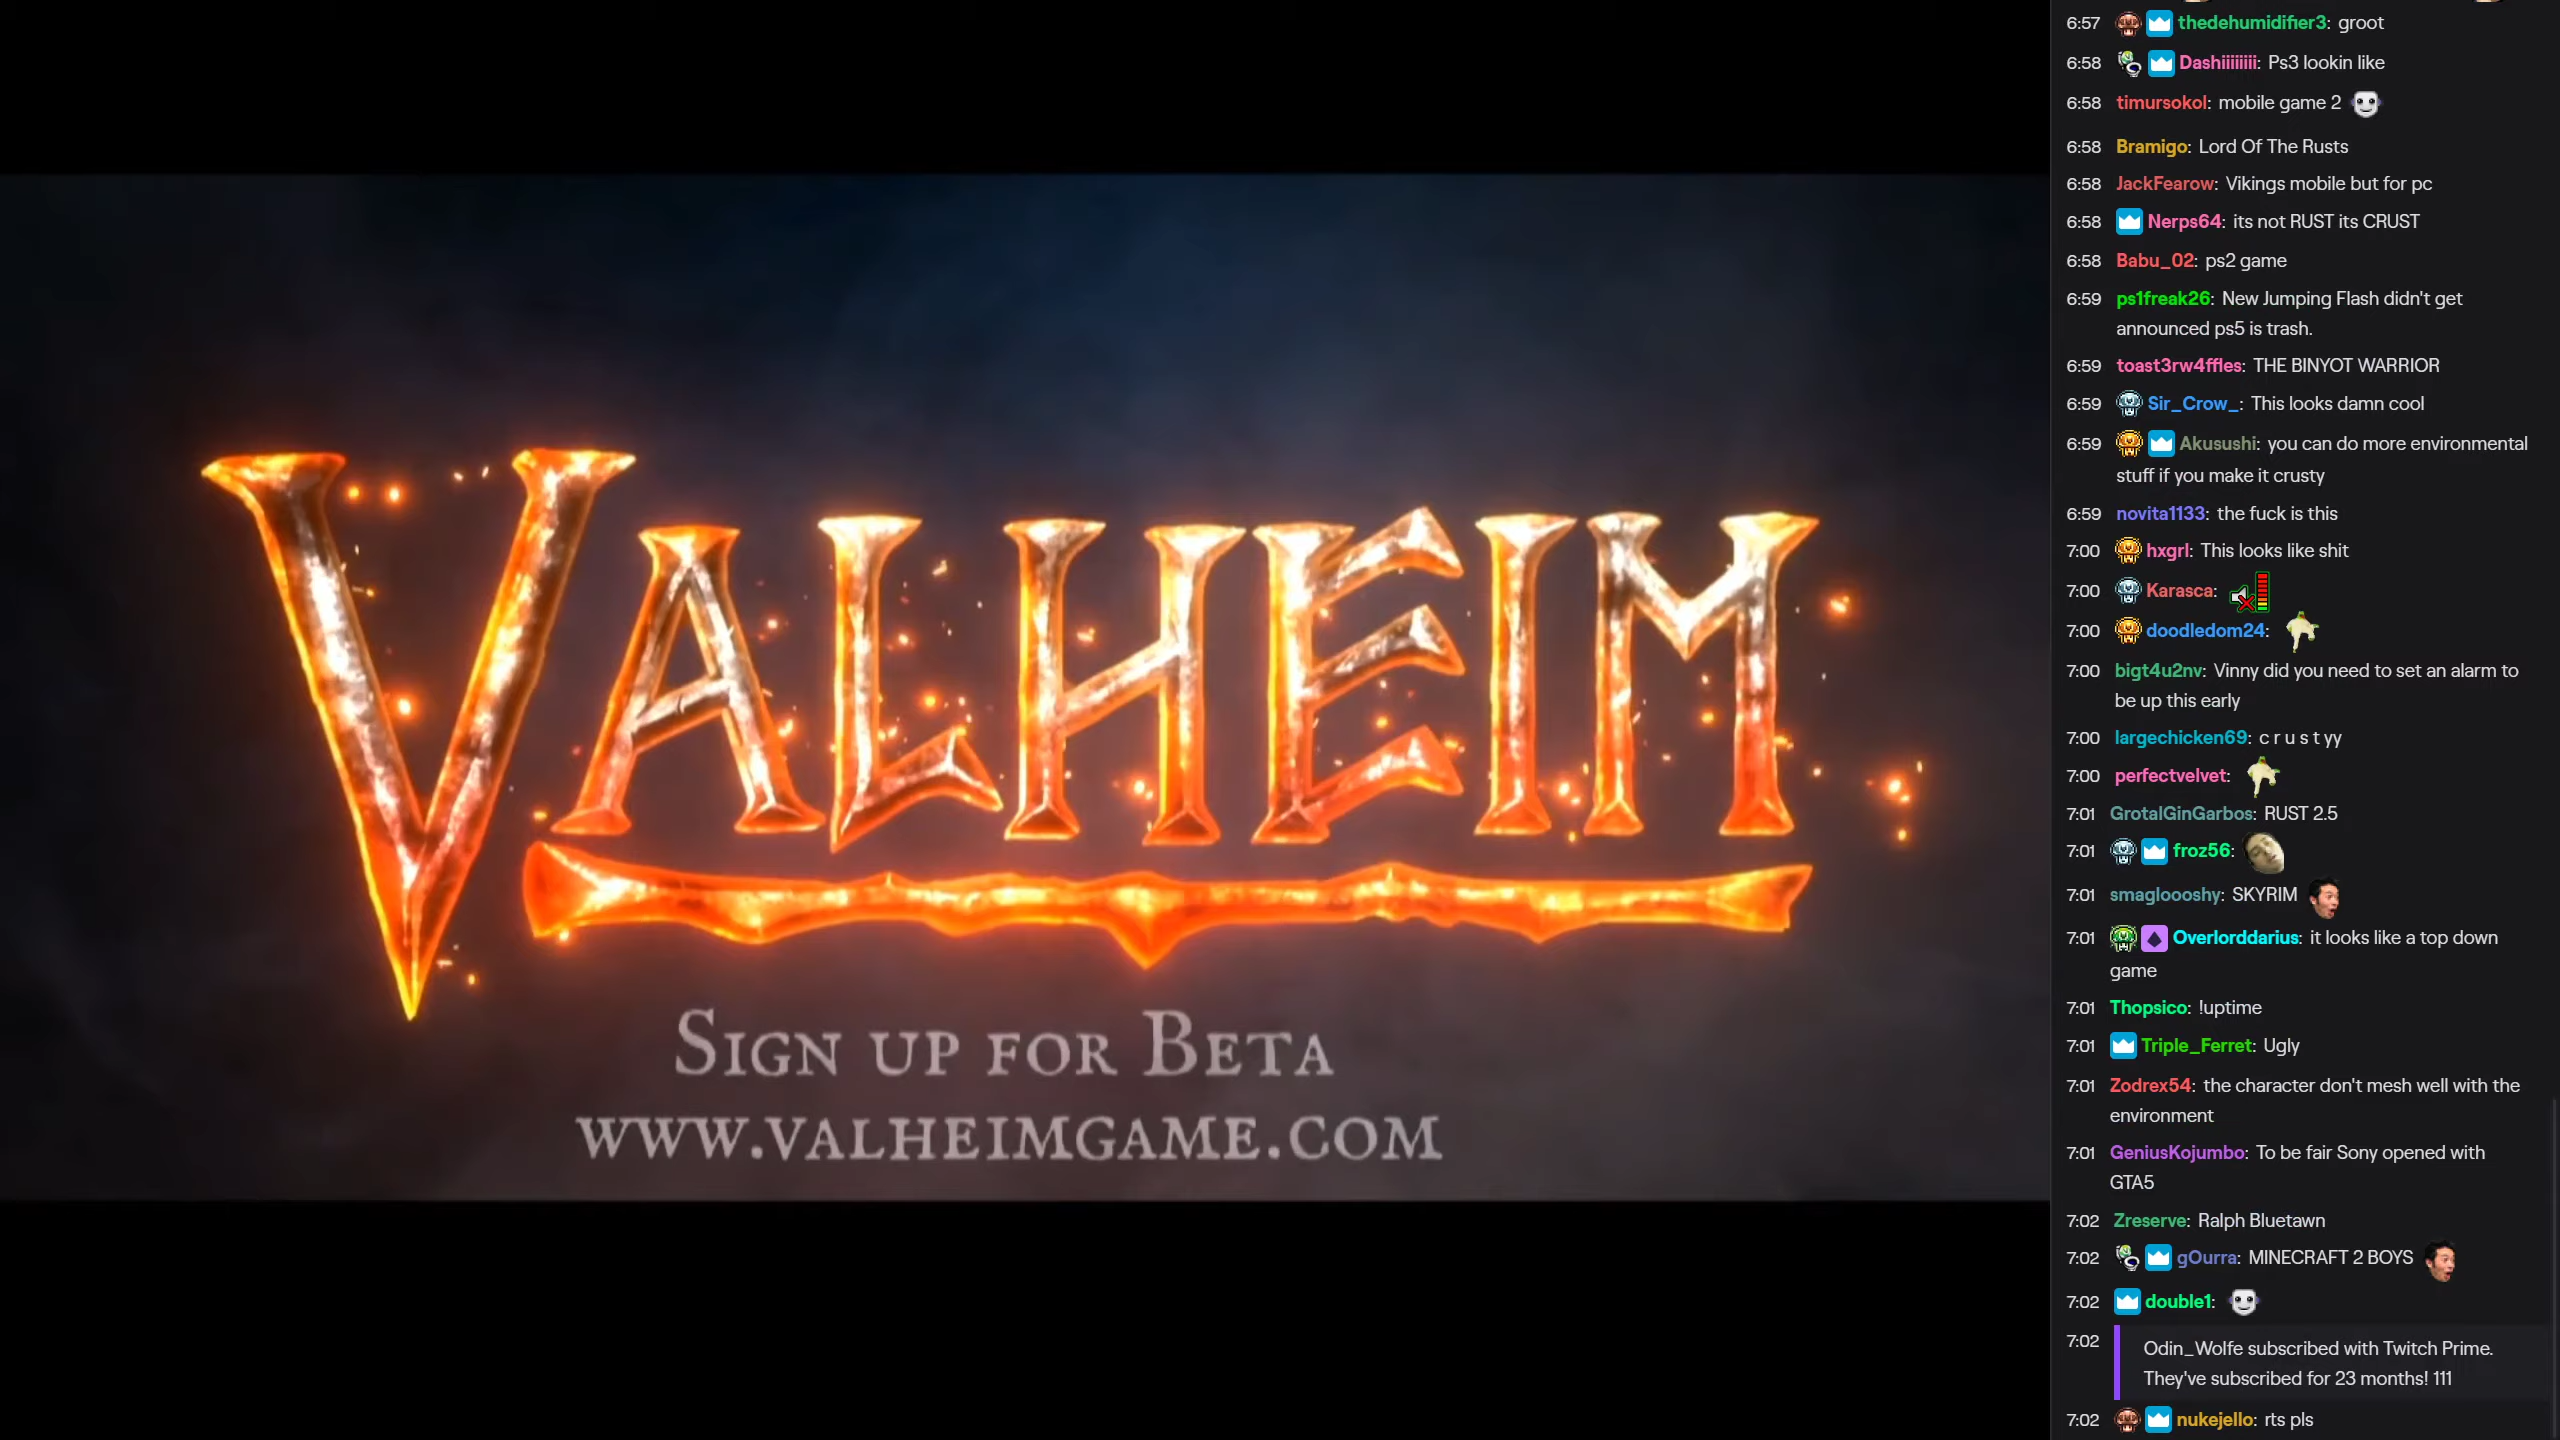 VALHEIM
SIGN UP FOR BETA
WWW.VALHEIMGAME.COM
6:57 thedehumidifier3: groot
6:58 Dashiiiiiiii: Ps3 lookin like
6:58 timursokol: mobile game 2
6:58 Bramigo: Lord Of The Rusts
6:58 JackFearow: Vikings mobile but for pc
6:58 Nerps64: its not RUST its CRUST
6:58 Babu_02: ps2 game
6:59 ps1freak26: New Jumping Flash didn't get
announced ps5 is trash.
6:59 toast3rw4ffles: THE BINYOT WARRIOR
6:59 Sir_Crow_: This looks damn cool
6:59 Akusushi: you can do more environmental
stuff if you make it crusty
6:59 novita1133: the fuck is this
7:00 hxgrl: This looks like shit
7:00 Karasca:
7:00 doodledom24:
7:00 bigt4u2nv: Vinny did you need to set an alarm to
be up this early
7:00 largechicken69: c r u s t yy
7:00 perfectvelvet:
7:01 GrotalGinGarbos: RUST 2.5
7:01 froz56:
7:01 smagloooshy: SKYRIM
7:01 Overlorddarius: it looks like a top down
game
7:01 Thopsico: !uptime
7:01 Triple_Ferret: Ugly
7:01 Zodrex54: the character don't mesh well with the
environment
7:01 GeniusKojumbo: To be fair Sony opened with
GTA5
7:02 Zreserve: Ralph Bluetawn
7:02 gOurra: MINECRAFT 2 BOYS
7:02 double1:
7:02 Odin_Wolfe subscribed with Twitch Prime.
They've subscribed for 23 months! 111
7:02 nukejello: rts pls